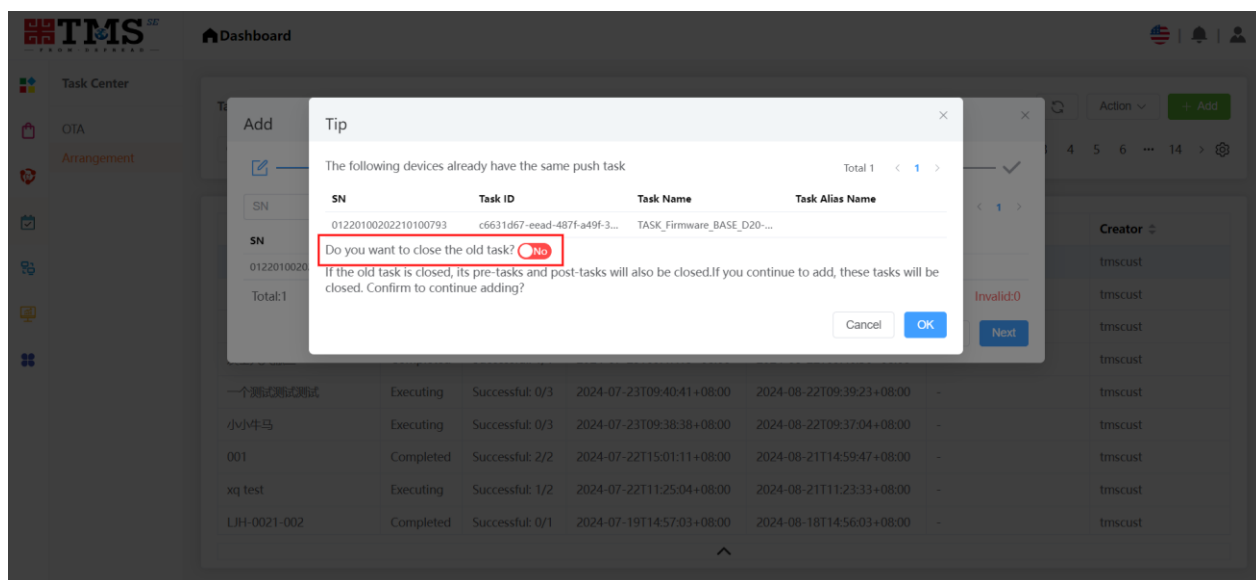 TMS SE
Dashboard
Task Center
OTA
Arrangement
Action
+ Add
4 5 6 ··· 14 >
Add
SN
SN
0122010020
Total:1
Tip
The following devices already have the same push task
Total 1 < 1 >
SN Task ID Task Name Task Alias Name
01220100202210100793 c6631d67-eead-487f-a49f-3... TASK_Firmware_BASE_D20-...
Do you want to close the old task? No
If the old task is closed, its pre-tasks and post-tasks will also be closed.If you continue to add, these tasks will be
closed. Confirm to continue adding?
Cancel OK
< 1 >
Invalid:0
Next
Creator
tmscust
tmscust
tmscust
tmscust
一个测试测试测试 Executing Successful: 0/3 2024-07-23T09:40:41+08:00 2024-08-22T09:39:23+08:00 - tmscust
小小牛马 Executing Successful: 0/3 2024-07-23T09:38:38+08:00 2024-08-22T09:37:04+08:00 - tmscust
001 Completed Successful: 2/2 2024-07-22T15:01:11+08:00 2024-08-21T14:59:47+08:00 - tmscust
xq test Executing Successful: 1/2 2024-07-22T11:25:04+08:00 2024-08-21T11:23:33+08:00 - tmscust
LJH-0021-002 Completed Successful: 0/1 2024-07-19T14:57:03+08:00 2024-08-18T14:56:03+08:00 - tmscust